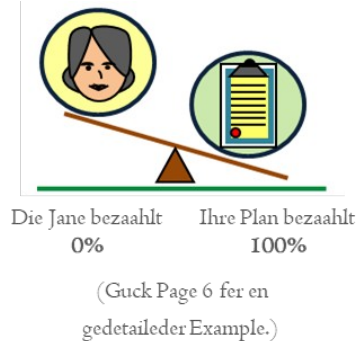 Die Jane bezaahlt
0%
Ihre Plan bezaahlt
100%
(Guck Page 6 fer en
gedetaileder Example.)